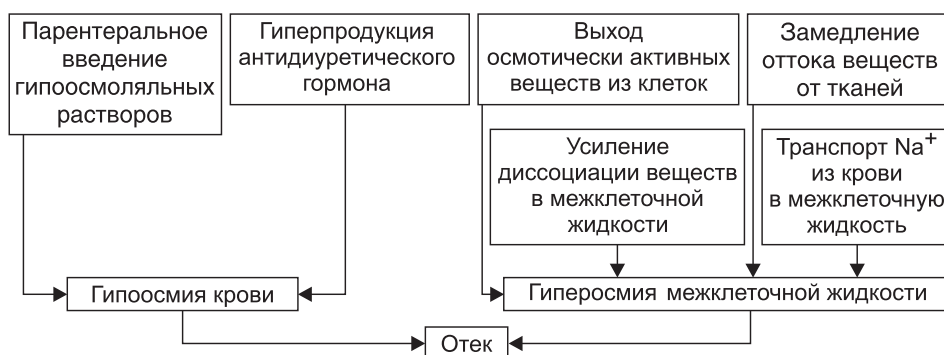 Парентеральное
введение
гипоосмоляльных
растворов
Гиперпродукция
антидиуретического
гормона
Выход
осмотически активных
веществ из клеток
Замедление
оттока веществ
от тканей
Усиление
диссоциации веществ
в межклеточной
жидкости
Транспорт Na⁺
из крови
в межклеточную
жидкость
Гипоосмия крови
Гиперосмия межклеточной жидкости
Отек